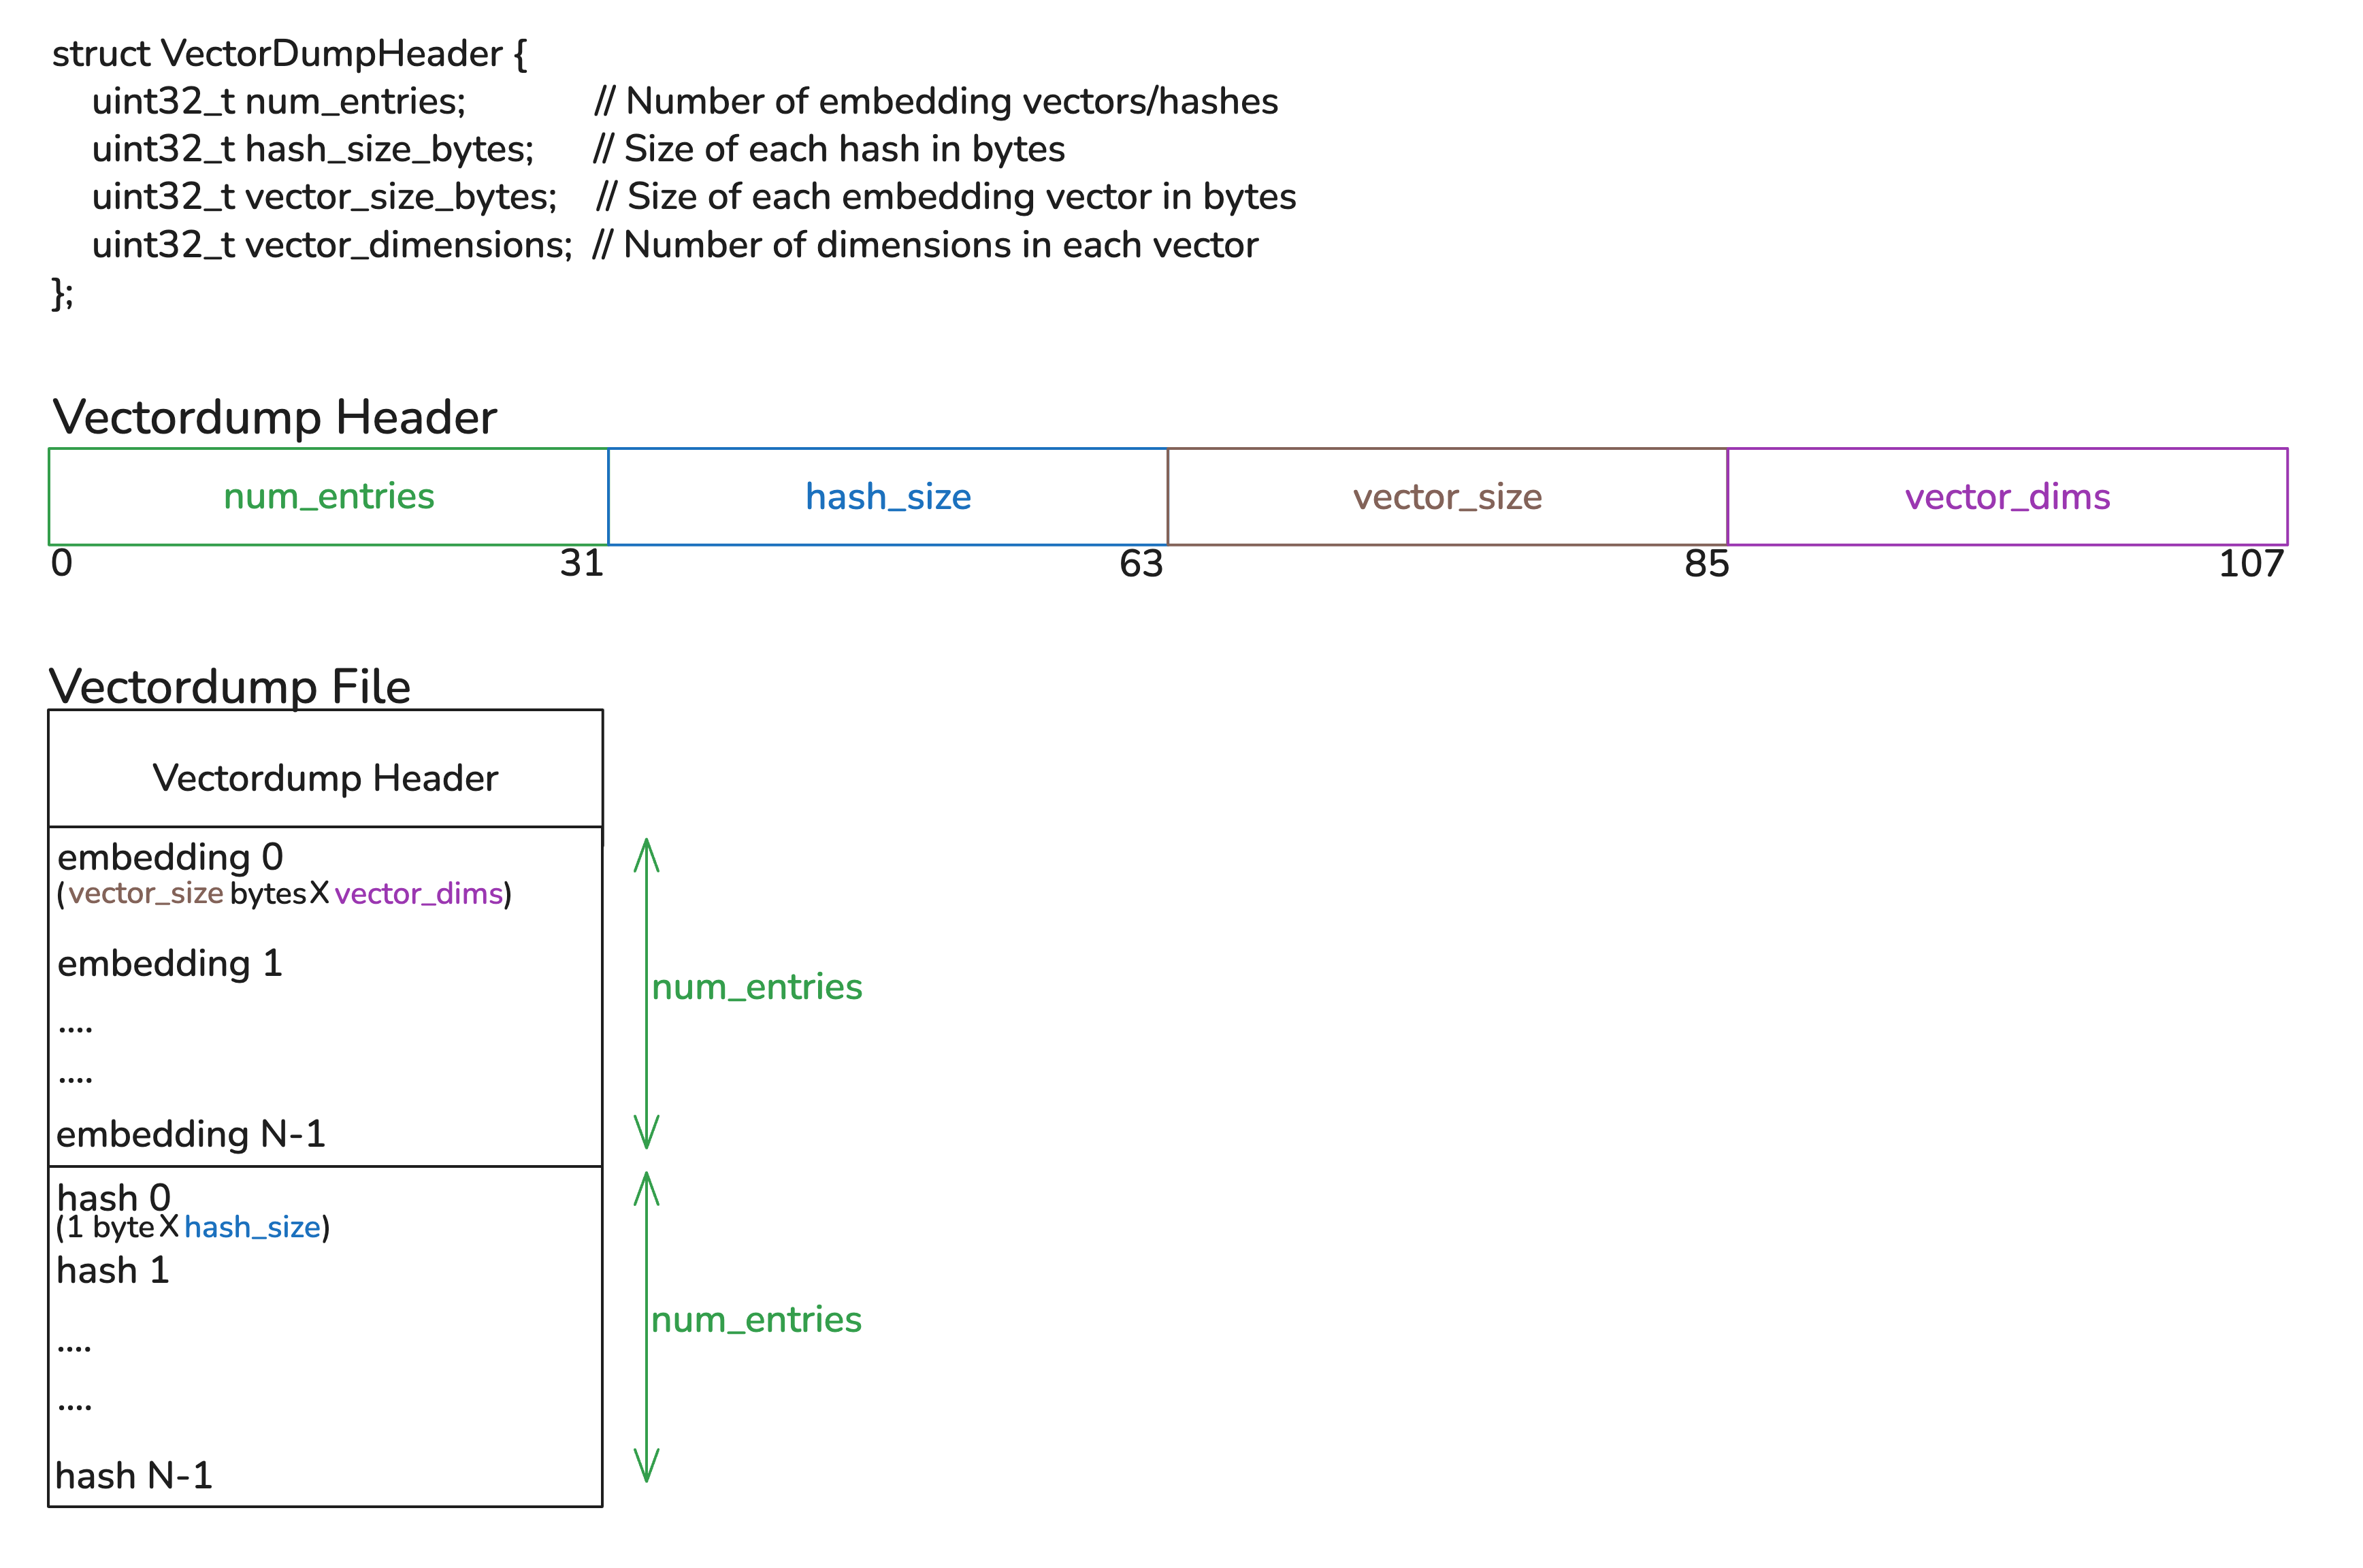 struct VectorDumpHeader {
uint32_t num_entries; // Number of embedding vectors/hashes
uint32_t hash_size_bytes; // Size of each hash in bytes
uint32_t vector_size_bytes; // Size of each embedding vector in bytes
uint32_t vector_dimensions; // Number of dimensions in each vector
};
Vectordump Header
num_entries hash_size vector_size vector_dims
0 31 63 85 107
Vectordump File
Vectordump Header
embedding 0
(vector_size bytes X vector_dims)
embedding 1
num_entries
....
....
embedding N-1
hash 0
(1 byte X hash_size)
hash 1
num_entries
....
....
hash N-1